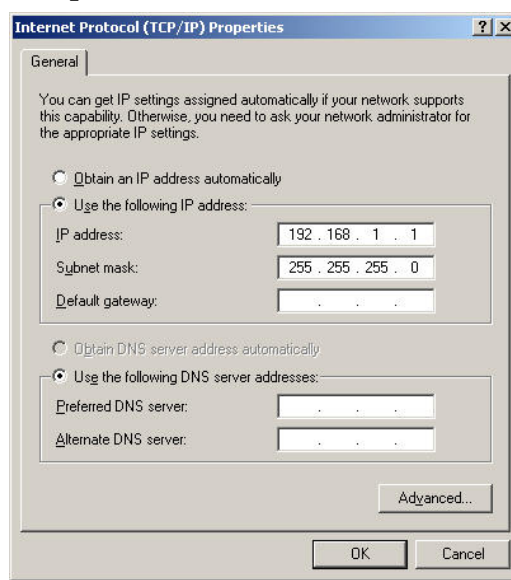 Internet Protocol (TCP/IP) Properties
General
You can get IP settings assigned automatically if your network supports
this capability. Otherwise, you need to ask your network administrator for
the appropriate IP settings.
Obtain an IP address automatically
Use the following IP address:
IP address: 192 . 168 . 1 . 1
Subnet mask: 255 . 255 . 255 . 0
Default gateway: . . .
Obtain DNS server address automatically
Use the following DNS server addresses:
Preferred DNS server: . . .
Alternate DNS server: . . .
Advanced...
OK Cancel